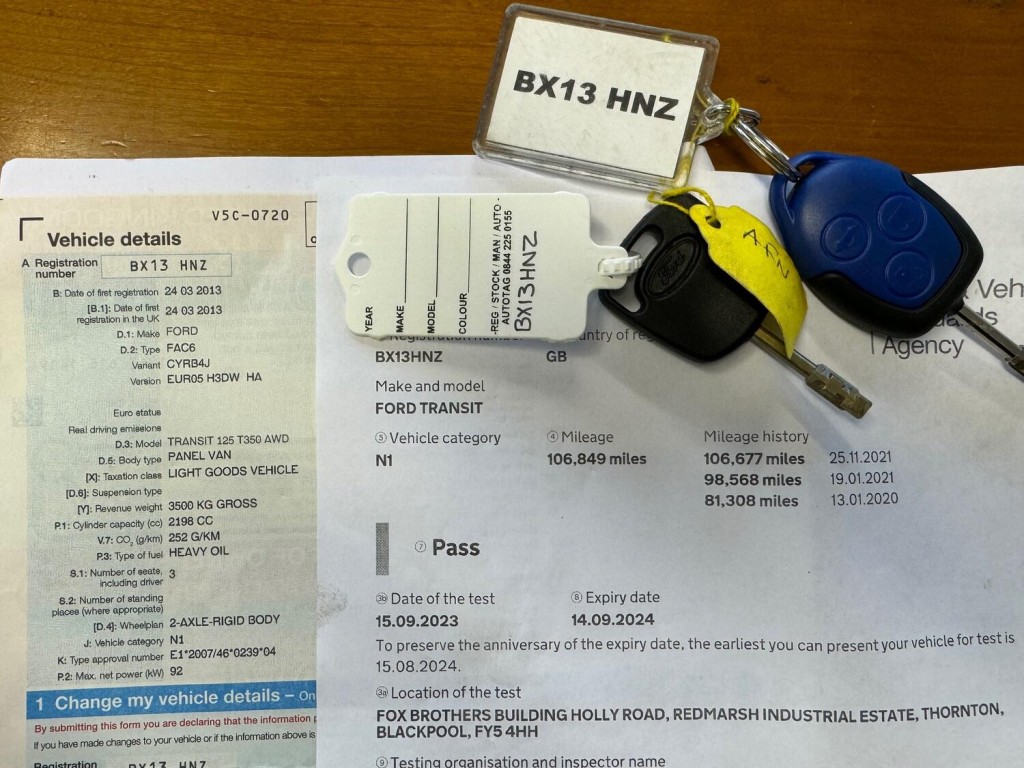 BX13 HNZ
V5C-0720
Vehicle details
A Registration number BX13 HNZ
B: Date of first registration 24 03 2013
[B.1]: Date of first registration in the UK 24 03 2013
D.1: Make FORD
D.2: Type FAC6
Variant CYRB4J
Version EUR05 H3DW HA
Euro status
Real driving emissions
D.3: Model TRANSIT 125 T350 AWD
D.5: Body type PANEL VAN
[X]: Taxation class LIGHT GOODS VEHICLE
[D.6]: Suspension type
[Y]: Revenue weight 3500 KG GROSS
P.1: Cylinder capacity (cc) 2198 CC
V.7: CO₂ (g/km) 252 G/KM
P.3: Type of fuel HEAVY OIL
S.1: Number of seats, including driver 3
S.2: Number of standing places (where appropriate)
[D.4]: Wheelplan 2-AXLE-RIGID BODY
J: Vehicle category N1
K: Type approval number E1*2007/46*0239*04
P.2: Max. net power (kW) 92
1 Change my vehicle details – On
By submitting this form you are declaring that the information p
If you have made changes to your vehicle or if the information above is
Registration BX13 HNZ
YEAR
MAKE
MODEL
COLOUR
-REG / STOCK / MAN / AUTO -
AUTOTAG 0844 225 0155
BX13HNZ
Ford
Veh
ds
Agency
BX13HNZ
GB
Make and model
FORD TRANSIT
⑤ Vehicle category
N1
④ Mileage
106,849 miles
Mileage history
106,677 miles 25.11.2021
98,568 miles 19.01.2021
81,308 miles 13.01.2020
⑦ Pass
3b Date of the test
15.09.2023
⑧ Expiry date
14.09.2024
To preserve the anniversary of the expiry date, the earliest you can present your vehicle for test is
15.08.2024.
3a Location of the test
FOX BROTHERS BUILDING HOLLY ROAD, REDMARSH INDUSTRIAL ESTATE, THORNTON,
BLACKPOOL, FY5 4HH
⑨ Testing organisation and inspector name